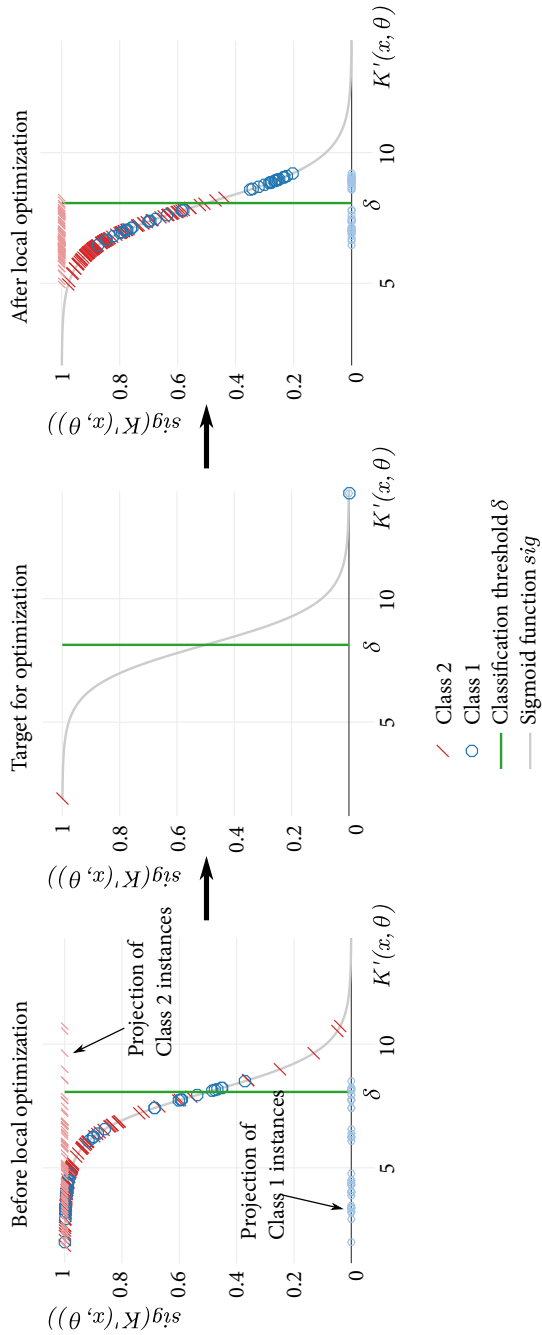 Before local optimization
sig(K'(x, θ))
1
0.8
0.6
0.4
0.2
0
5
δ
10
K'(x, θ)
Projection of
Class 2 instances
Projection of
Class 1 instances
Target for optimization
sig(K'(x, θ))
1
0.8
0.6
0.4
0.2
0
5
δ
10
K'(x, θ)
After local optimization
sig(K'(x, θ))
1
0.8
0.6
0.4
0.2
0
5
δ
10
K'(x, θ)
Class 2
Class 1
Classification threshold δ
Sigmoid function sig